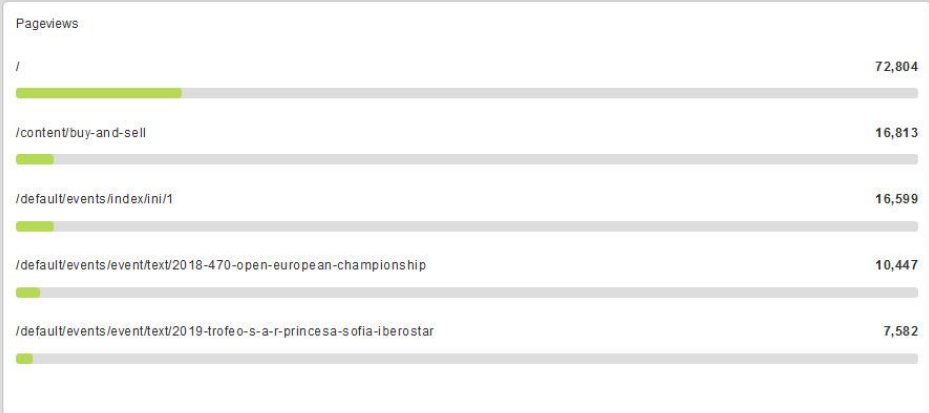 Pageviews
/ 72,804
/content/buy-and-sell 16,813
/default/events/index/ini/1 16,599
/default/events/event/text/2018-470-open-european-championship 10,447
/default/events/event/text/2019-trofeo-s-a-r-princesa-sofia-iberostar 7,582